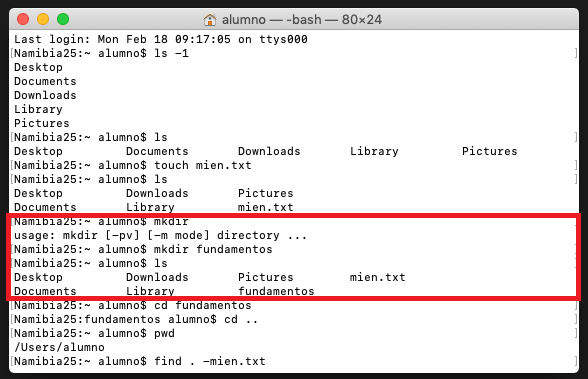 alumno — -bash — 80×24
Last login: Mon Feb 18 09:17:05 on ttys000
[Namibia25:~ alumno$ ls -1 ]
Desktop
Documents
Downloads
Library
Pictures
[Namibia25:~ alumno$ ls ]
Desktop Documents Downloads Library Pictures
[Namibia25:~ alumno$ touch mien.txt ]
[Namibia25:~ alumno$ ls ]
Desktop Downloads Pictures
Documents Library mien.txt
[Namibia25:~ alumno$ mkdir ]
usage: mkdir [-pv] [-m mode] directory ...
[Namibia25:~ alumno$ mkdir fundamentos ]
[Namibia25:~ alumno$ ls ]
Desktop Downloads Pictures mien.txt
Documents Library fundamentos
[Namibia25:~ alumno$ cd fundamentos ]
[Namibia25:fundamentos alumno$ cd .. ]
[Namibia25:~ alumno$ pwd ]
/Users/alumno
[Namibia25:~ alumno$ find . -mien.txt ]